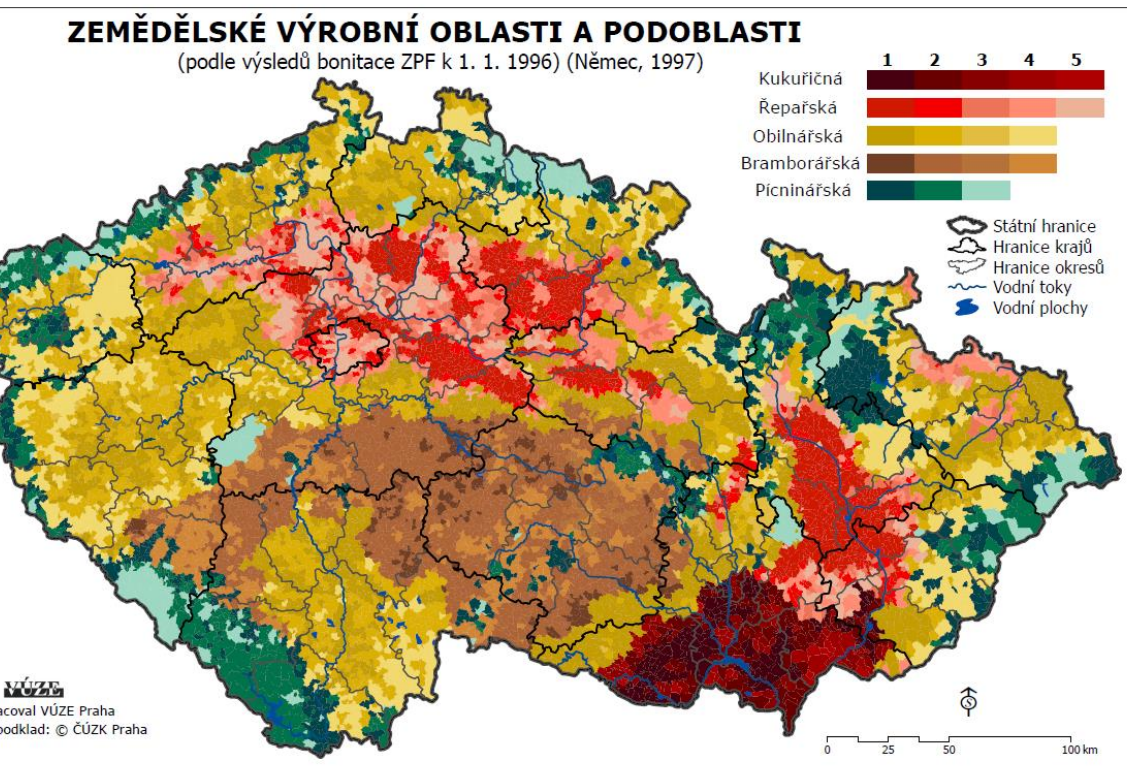 ZEMĚDĚLSKÉ VÝROBNÍ OBLASTI A PODOBLASTI
(podle výsledů bonitace ZPF k 1. 1. 1996) (Němec, 1997)
1 2 3 4 5
Kukuřičná
Řepařská
Obilnářská
Bramborářská
Pícninářská
Státní hranice
Hranice krajů
Hranice okresů
Vodní toky
Vodní plochy
VÚZE
acoval VÚZE Praha
podklad: © ČÚZK Praha
S
0 25 50 100 km